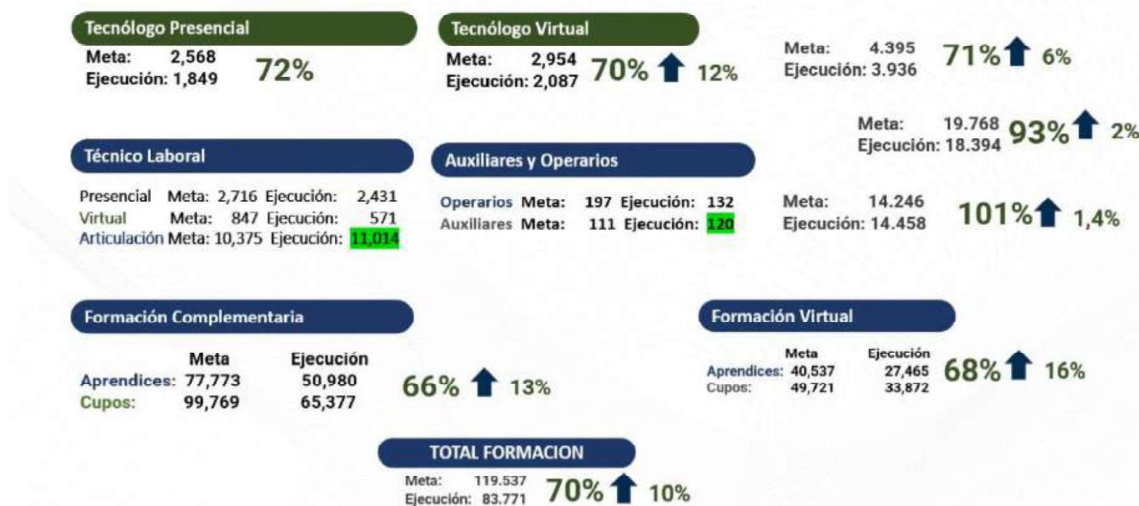 Tecnólogo Presencial
Meta: 2,568
Ejecución: 1,849
72%
Tecnólogo Virtual
Meta: 2,954
Ejecución: 2,087
70% 12%
Meta: 4.395
Ejecución: 3.936
71% 6%
Meta: 19.768
Ejecución: 18.394
93% 2%
Técnico Laboral
Presencial Meta: 2,716 Ejecución: 2,431
Virtual Meta: 847 Ejecución: 571
Articulación Meta: 10,375 Ejecución: 11,014
Auxiliares y Operarios
Operarios Meta: 197 Ejecución: 132
Auxiliares Meta: 111 Ejecución: 120
Meta: 14.246
Ejecución: 14.458
101% 1,4%
Formación Complementaria
Meta Ejecución
Aprendices: 77,773 50,980
Cupos: 99,769 65,377
66% 13%
Formación Virtual
Meta Ejecución
Aprendices: 40,537 27,465
Cupos: 49,721 33,872
68% 16%
TOTAL FORMACION
Meta: 119.537
Ejecución: 83.771
70% 10%